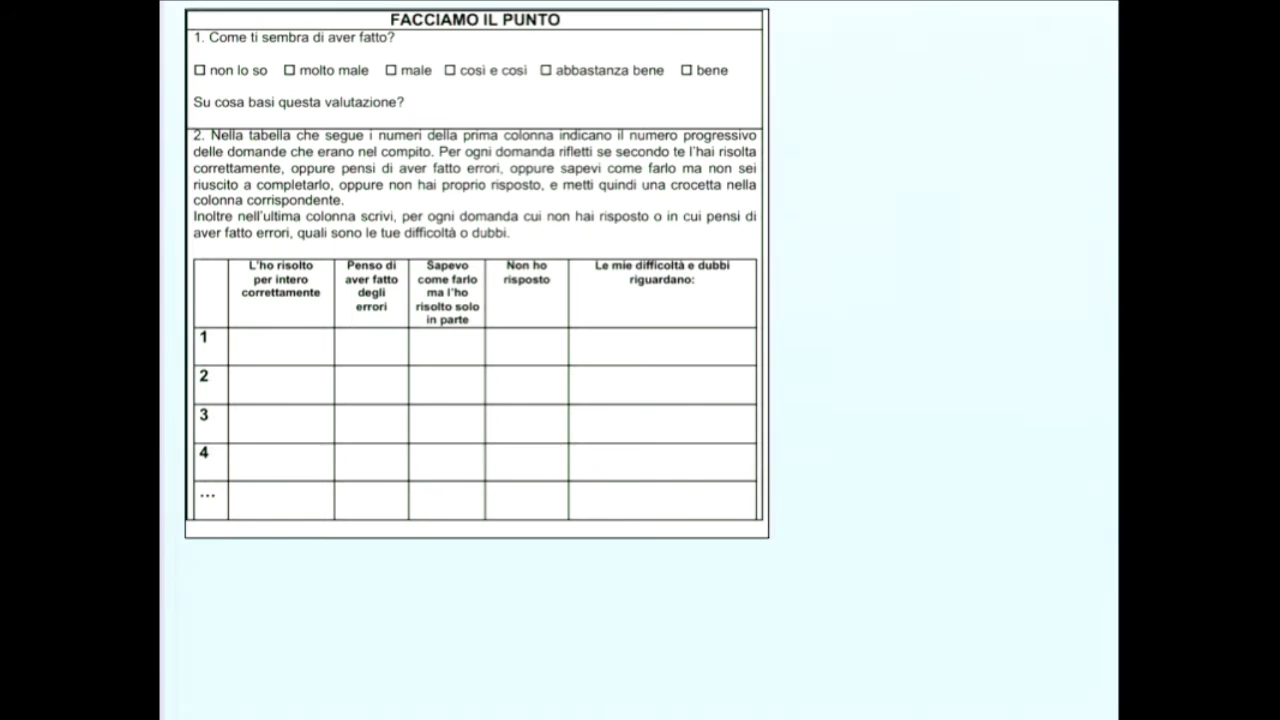 FACCIAMO IL PUNTO
1. Come ti sembra di aver fatto?
☐ non lo so ☐ molto male ☐ male ☐ così e così ☐ abbastanza bene ☐ bene
Su cosa basi questa valutazione?
2. Nella tabella che segue i numeri della prima colonna indicano il numero progressivo
delle domande che erano nel compito. Per ogni domanda rifletti se secondo te l'hai risolta
correttamente, oppure pensi di aver fatto errori, oppure sapevi come farlo ma non sei
riuscito a completarlo, oppure non hai proprio risposto, e metti quindi una crocetta nella
colonna corrispondente.
Inoltre nell'ultima colonna scrivi, per ogni domanda cui non hai risposto o in cui pensi di
aver fatto errori, quali sono le tue difficoltà o dubbi.
L'ho risolto
per intero
correttamente
Penso di
aver fatto
degli
errori
Sapevo
come farlo
ma l'ho
risolto solo
in parte
Non ho
risposto
Le mie difficoltà e dubbi
riguardano:
1
2
3
4
...